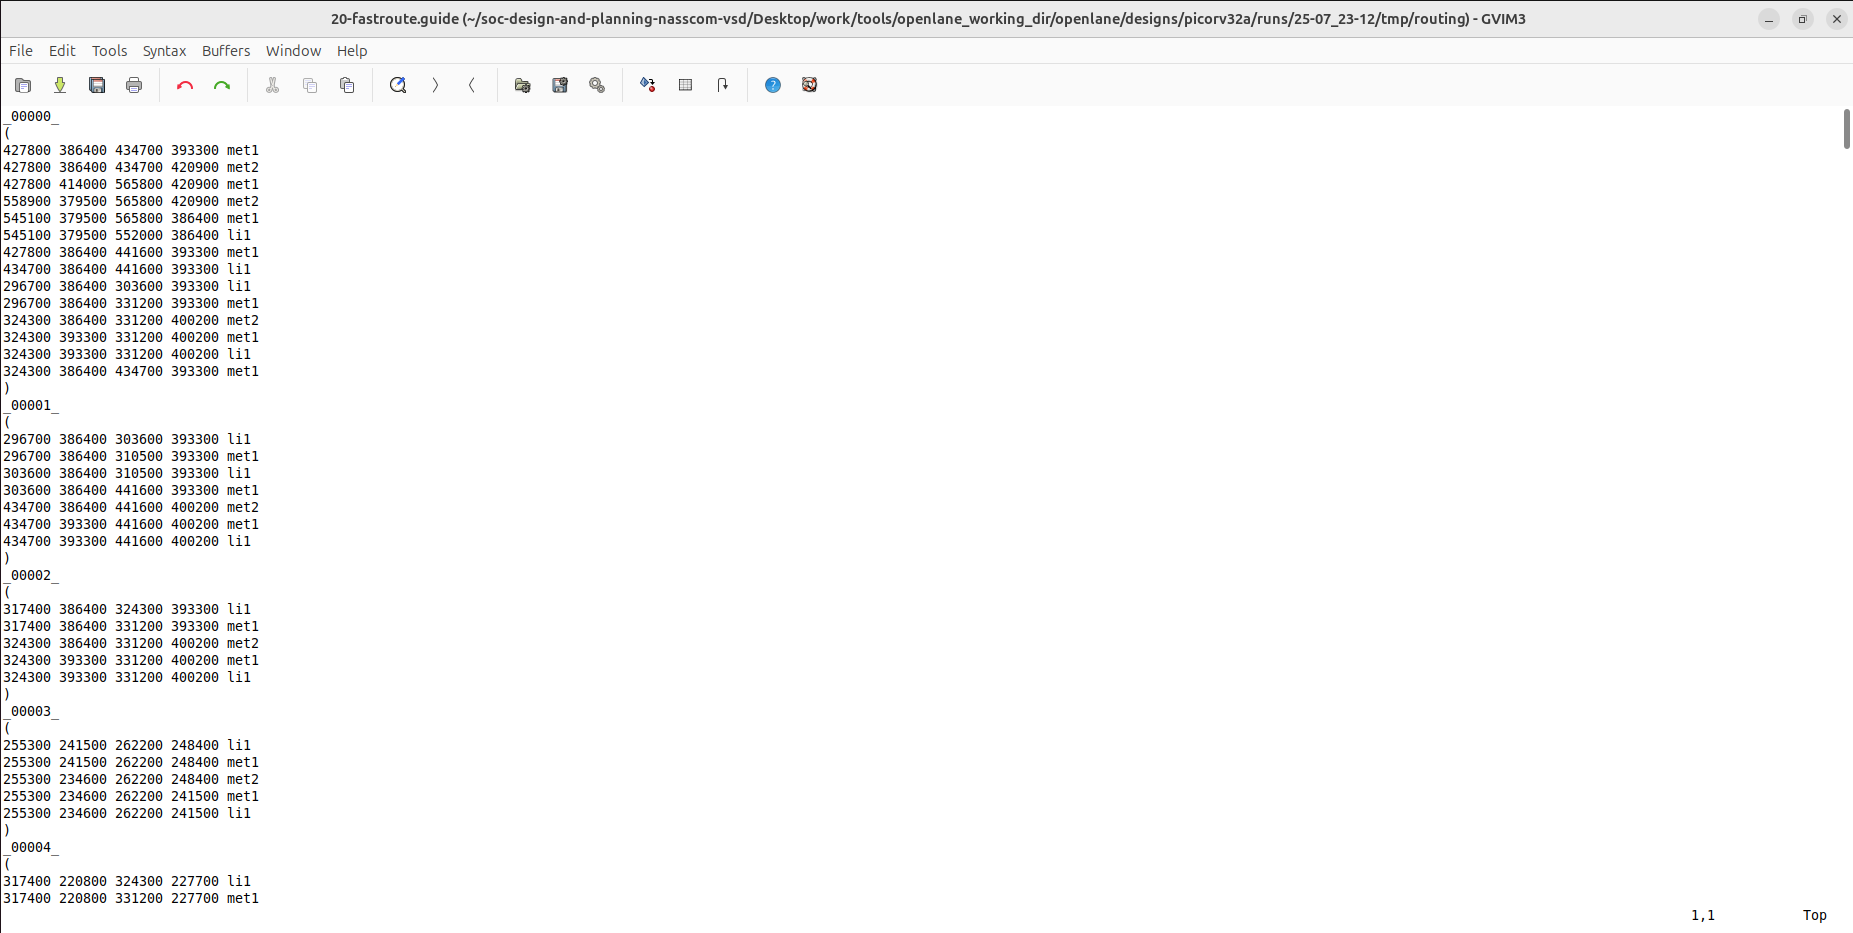 20-fastroute.guide (~/soc-design-and-planning-nasscom-vsd/Desktop/work/tools/openlane_working_dir/openlane/designs/picorv32a/runs/25-07_23-12/tmp/routing) - GVIM3
File Edit Tools Syntax Buffers Window Help
_00000_
(
427800 386400 434700 393300 met1
427800 386400 434700 420900 met2
427800 414000 565800 420900 met1
558900 379500 565800 420900 met2
545100 379500 565800 386400 met1
545100 379500 552000 386400 li1
427800 386400 441600 393300 met1
434700 386400 441600 393300 li1
296700 386400 303600 393300 li1
296700 386400 331200 393300 met1
324300 386400 331200 400200 met2
324300 393300 331200 400200 met1
324300 393300 331200 400200 li1
324300 386400 434700 393300 met1
)
_00001_
(
296700 386400 303600 393300 li1
296700 386400 310500 393300 met1
303600 386400 310500 393300 li1
303600 386400 441600 393300 met1
434700 386400 441600 400200 met2
434700 393300 441600 400200 met1
434700 393300 441600 400200 li1
)
_00002_
(
317400 386400 324300 393300 li1
317400 386400 331200 393300 met1
324300 386400 331200 400200 met2
324300 393300 331200 400200 met1
324300 393300 331200 400200 li1
)
_00003_
(
255300 241500 262200 248400 li1
255300 241500 262200 248400 met1
255300 234600 262200 248400 met2
255300 234600 262200 241500 met1
255300 234600 262200 241500 li1
)
_00004_
(
317400 220800 324300 227700 li1
317400 220800 331200 227700 met1
1,1 Top